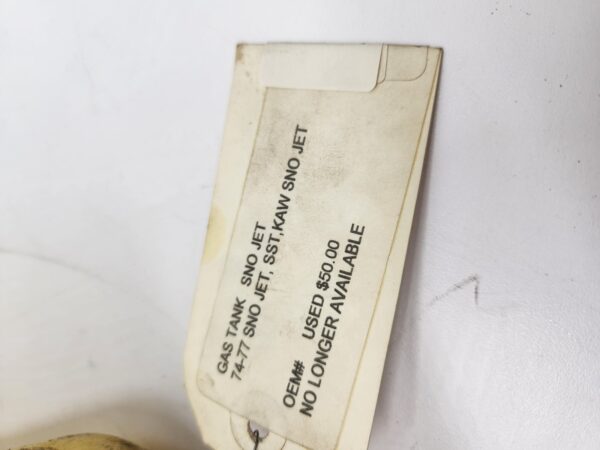 GAS TANK SNO JET
74-77 SNO JET, SST,KAW SNO JET
OEM# USED $50.00
NO LONGER AVAILABLE